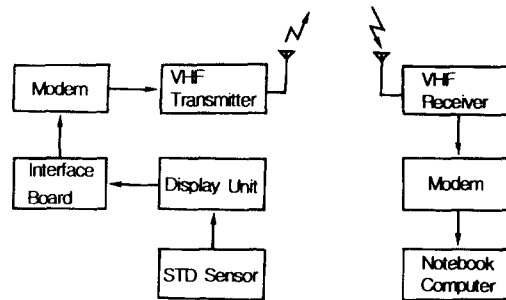 VHF
Transmitter
Modem
VHF
Receiver
Interface
Board
Display Unit
Modem
STD Sensor
Notebook
Computer